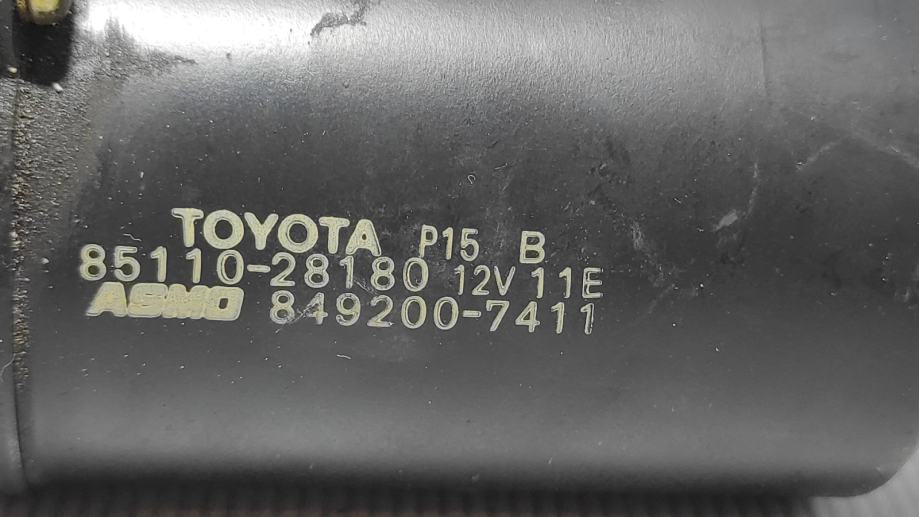 TOYOTA P15 B
85110-28180 12V 11E
ASMO 849200-7411